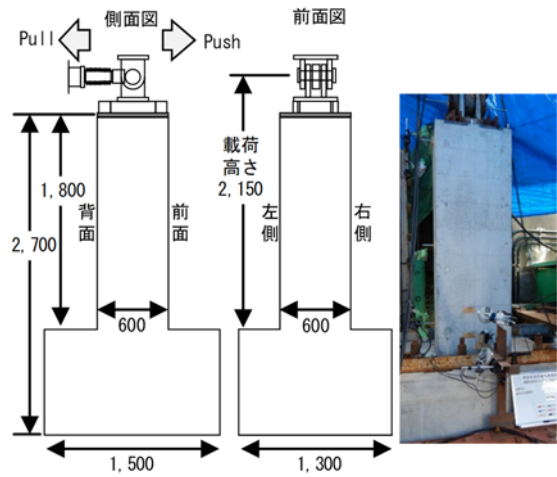 側面図
Pull
Push
1,800
2,700
背面
前面
600
1,500
前面図
載荷
高さ
2,150
左側
右側
600
1,300